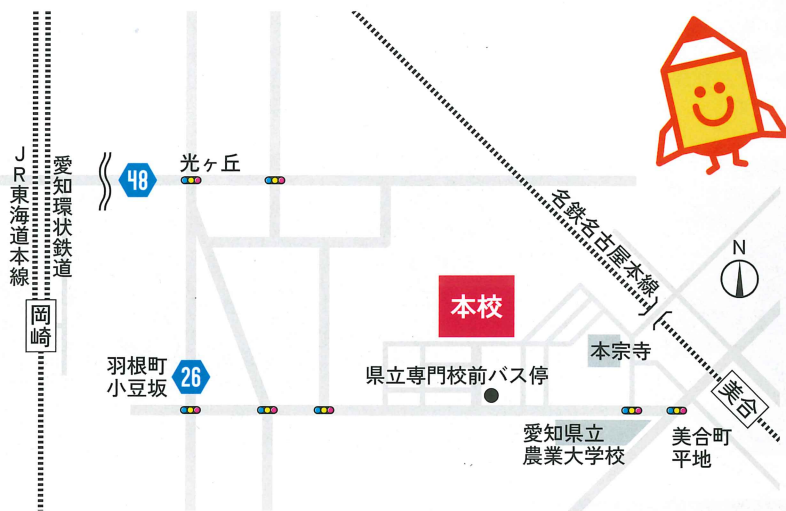 JR東海道本線
愛知環状鉄道
岡崎
48
光ヶ丘
名鉄名古屋本線
N
本校
本宗寺
羽根町
小豆坂
26
県立専門校前バス停
美合
愛知県立
農業大学校
美合町
平地